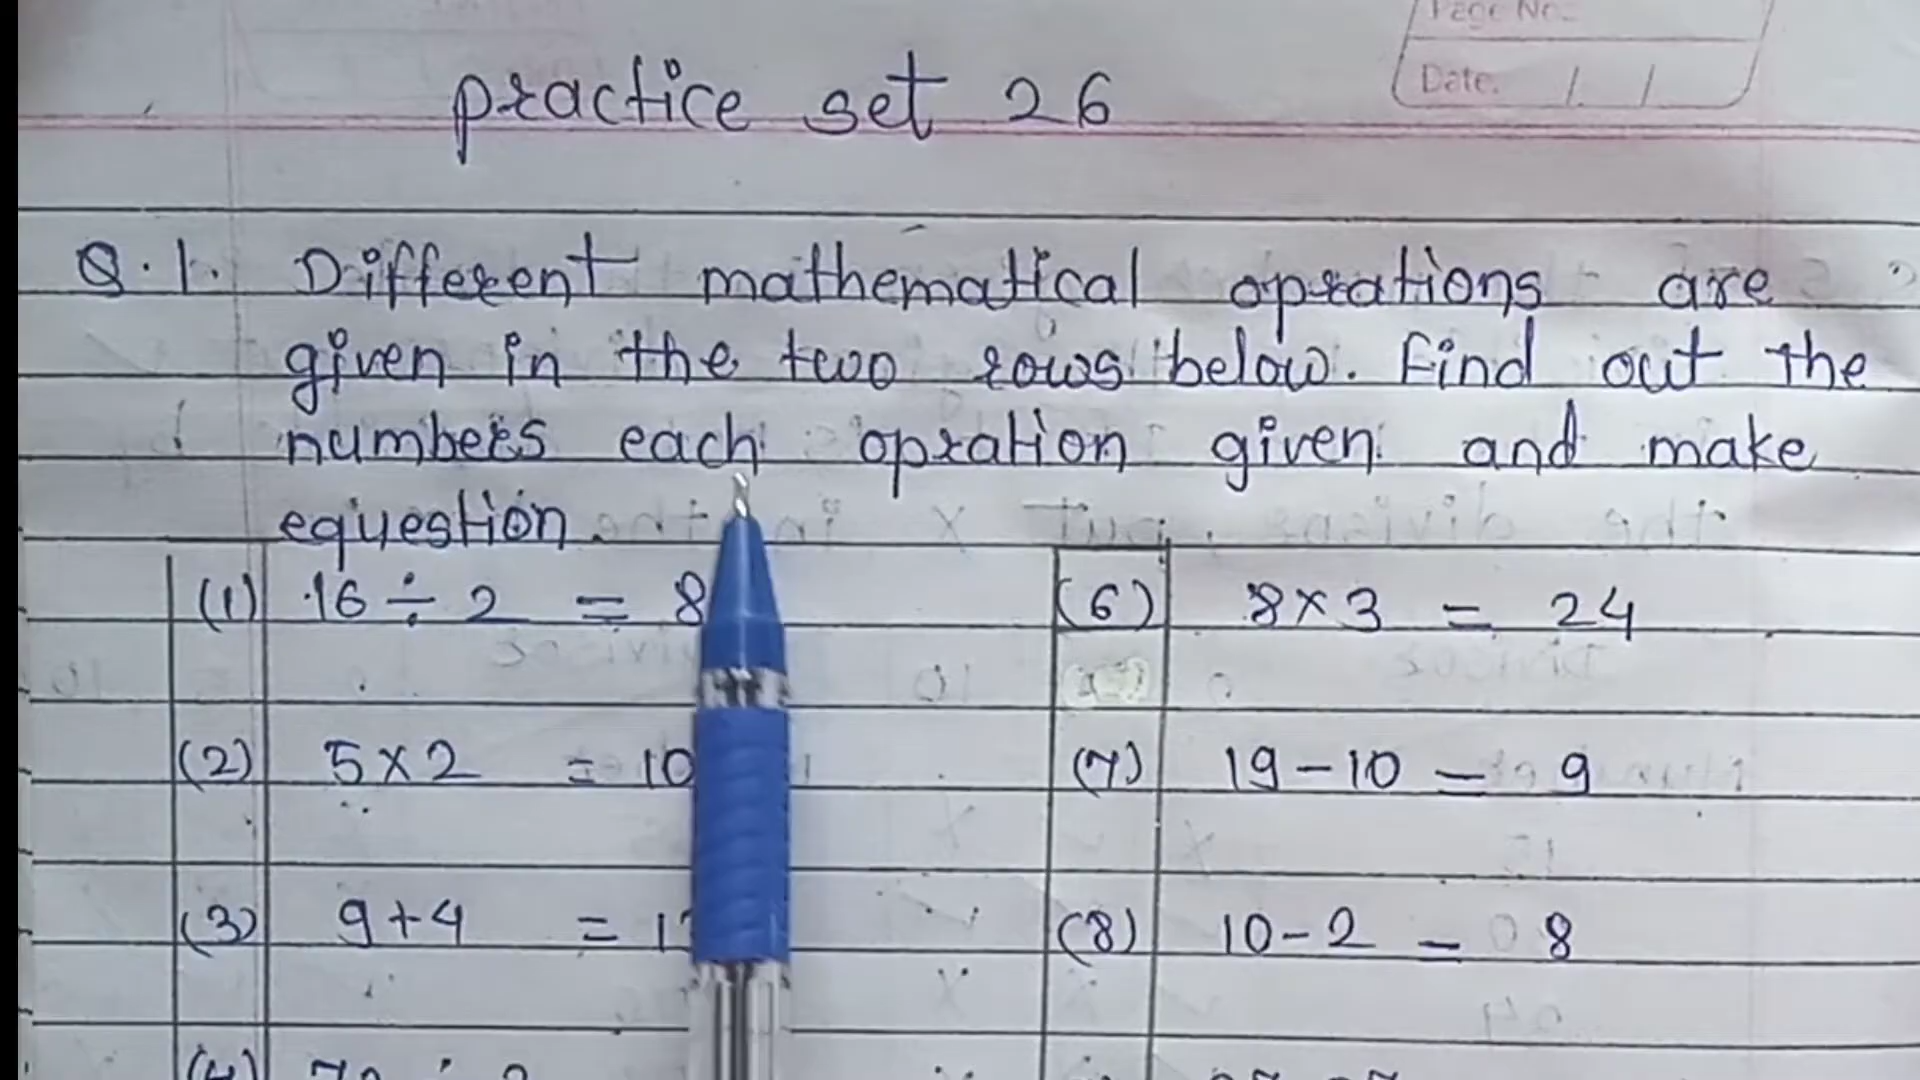 Page No.
Date. / /
practice set 26
Q.1. Different mathematical oprations are
given in the two rows below. Find out the
numbers each opration given and make
equestion.
(1) 16 ÷ 2 = 8
(6) 8 × 3 = 24
(2) 5 × 2 = 10
(7) 19 - 10 = 9
(3) 9 + 4 = 1
(8) 10 - 2 = 8
(4)